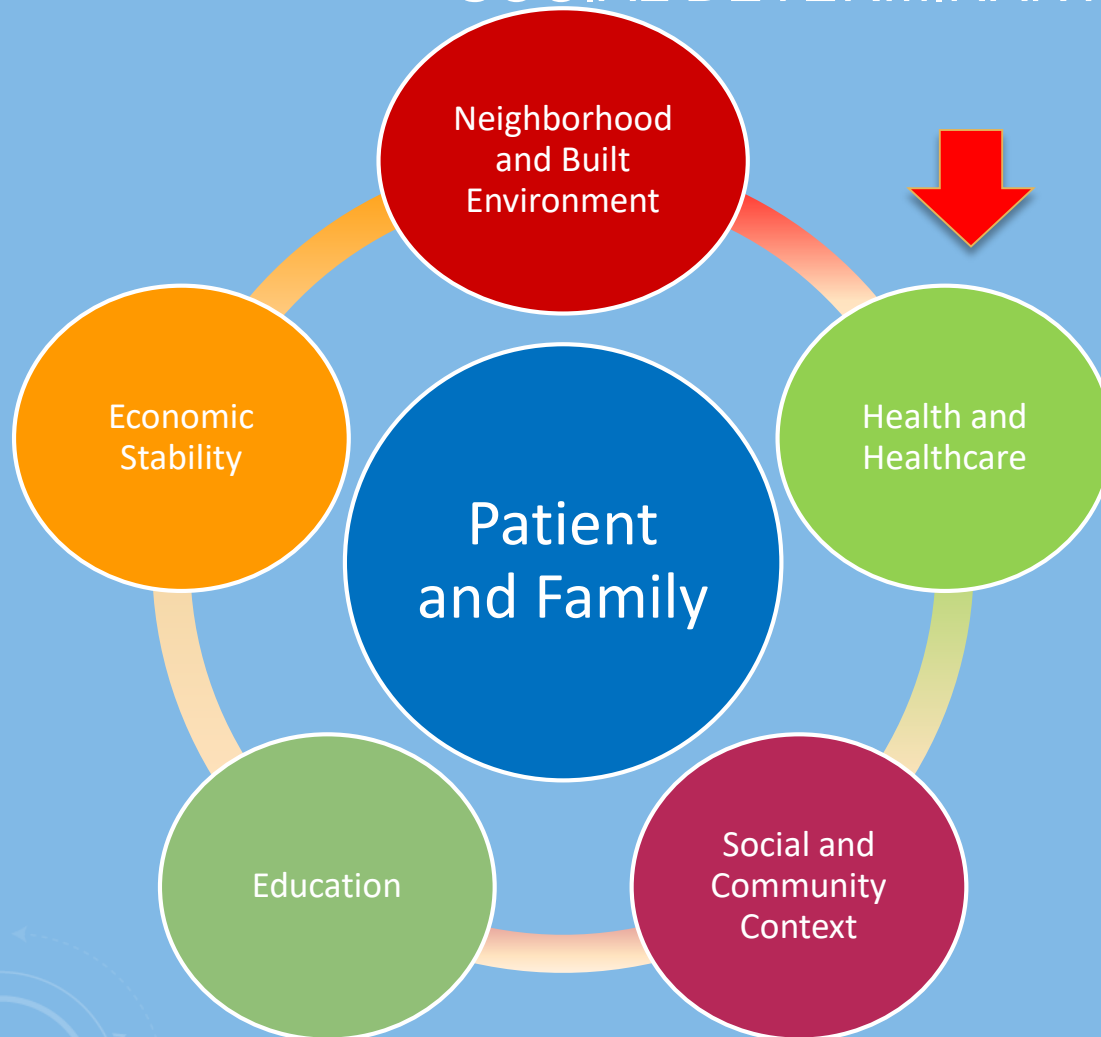 Neighborhood
and Built
Environment
Health and
Healthcare
Economic
Stability
Patient
and Family
Social and
Community
Context
Education